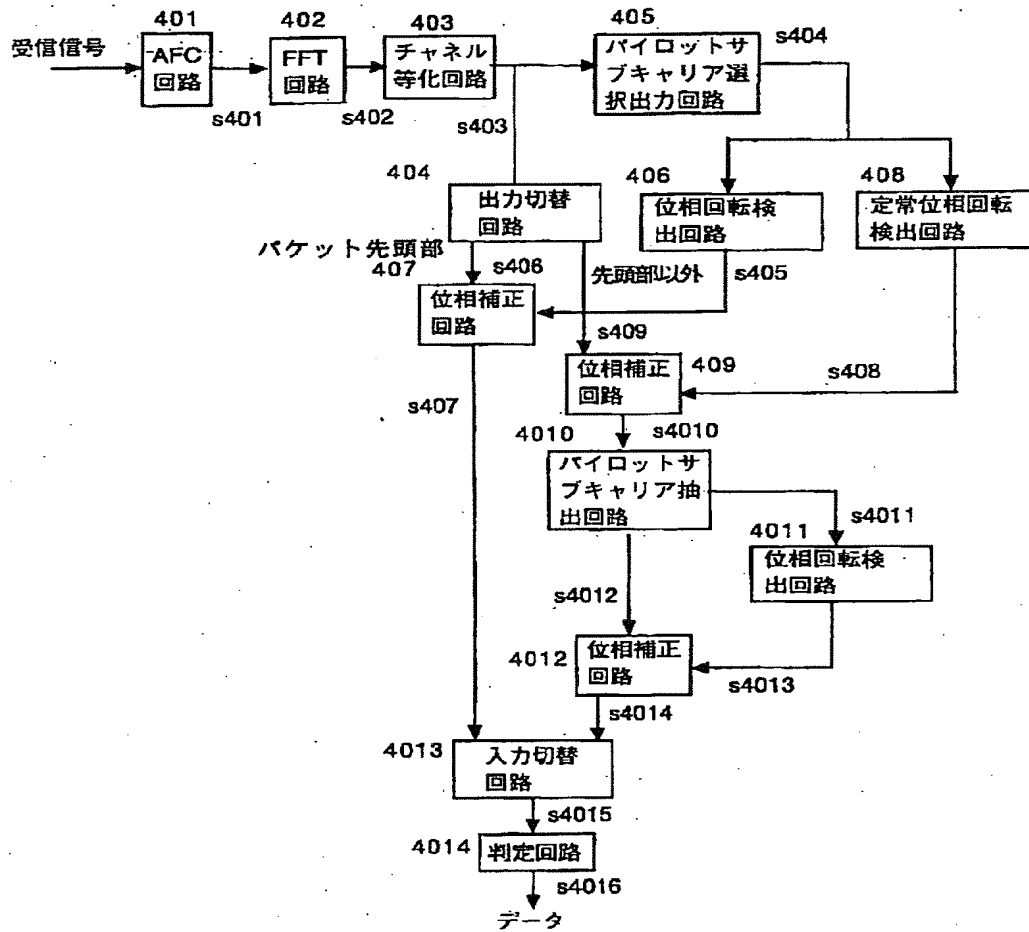 401
402
403
405
s404
受信信号
AFC
回路
FFT
回路
チャネル
等化回路
パイロットサ
ブキャリア選
択出力回路
s401
s402
s403
404
406
408
出力切替
回路
位相回転検
出回路
定常位相回転
検出回路
パケット先頭部
407
s406
先頭部以外
s405
位相補正
回路
s409
409
s408
位相補正
回路
s407
4010
s4010
パイロットサ
ブキャリア抽
出回路
s4011
4011
位相回転検
出回路
s4012
4012
位相補正
回路
s4013
s4014
4013
入力切替
回路
s4015
4014
判定回路
s4016
データ